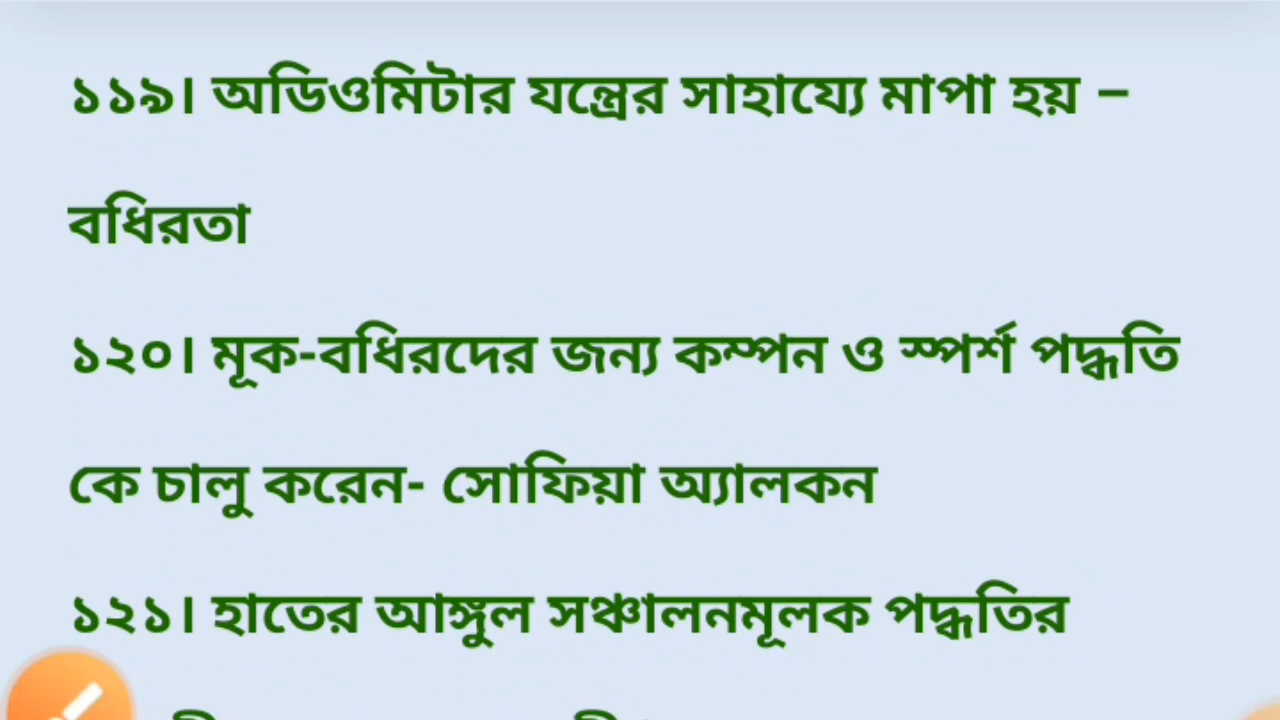 ১১৯। অডিওমিটার যন্ত্রের সাহায্যে মাপা হয় –
বধিরতা
১২০। মূক-বধিরদের জন্য কম্পন ও স্পর্শ পদ্ধতি
কে চালু করেন- সোফিয়া অ্যালকন
১২১। হাতের আঙ্গুল সঞ্চালনমূলক পদ্ধতির